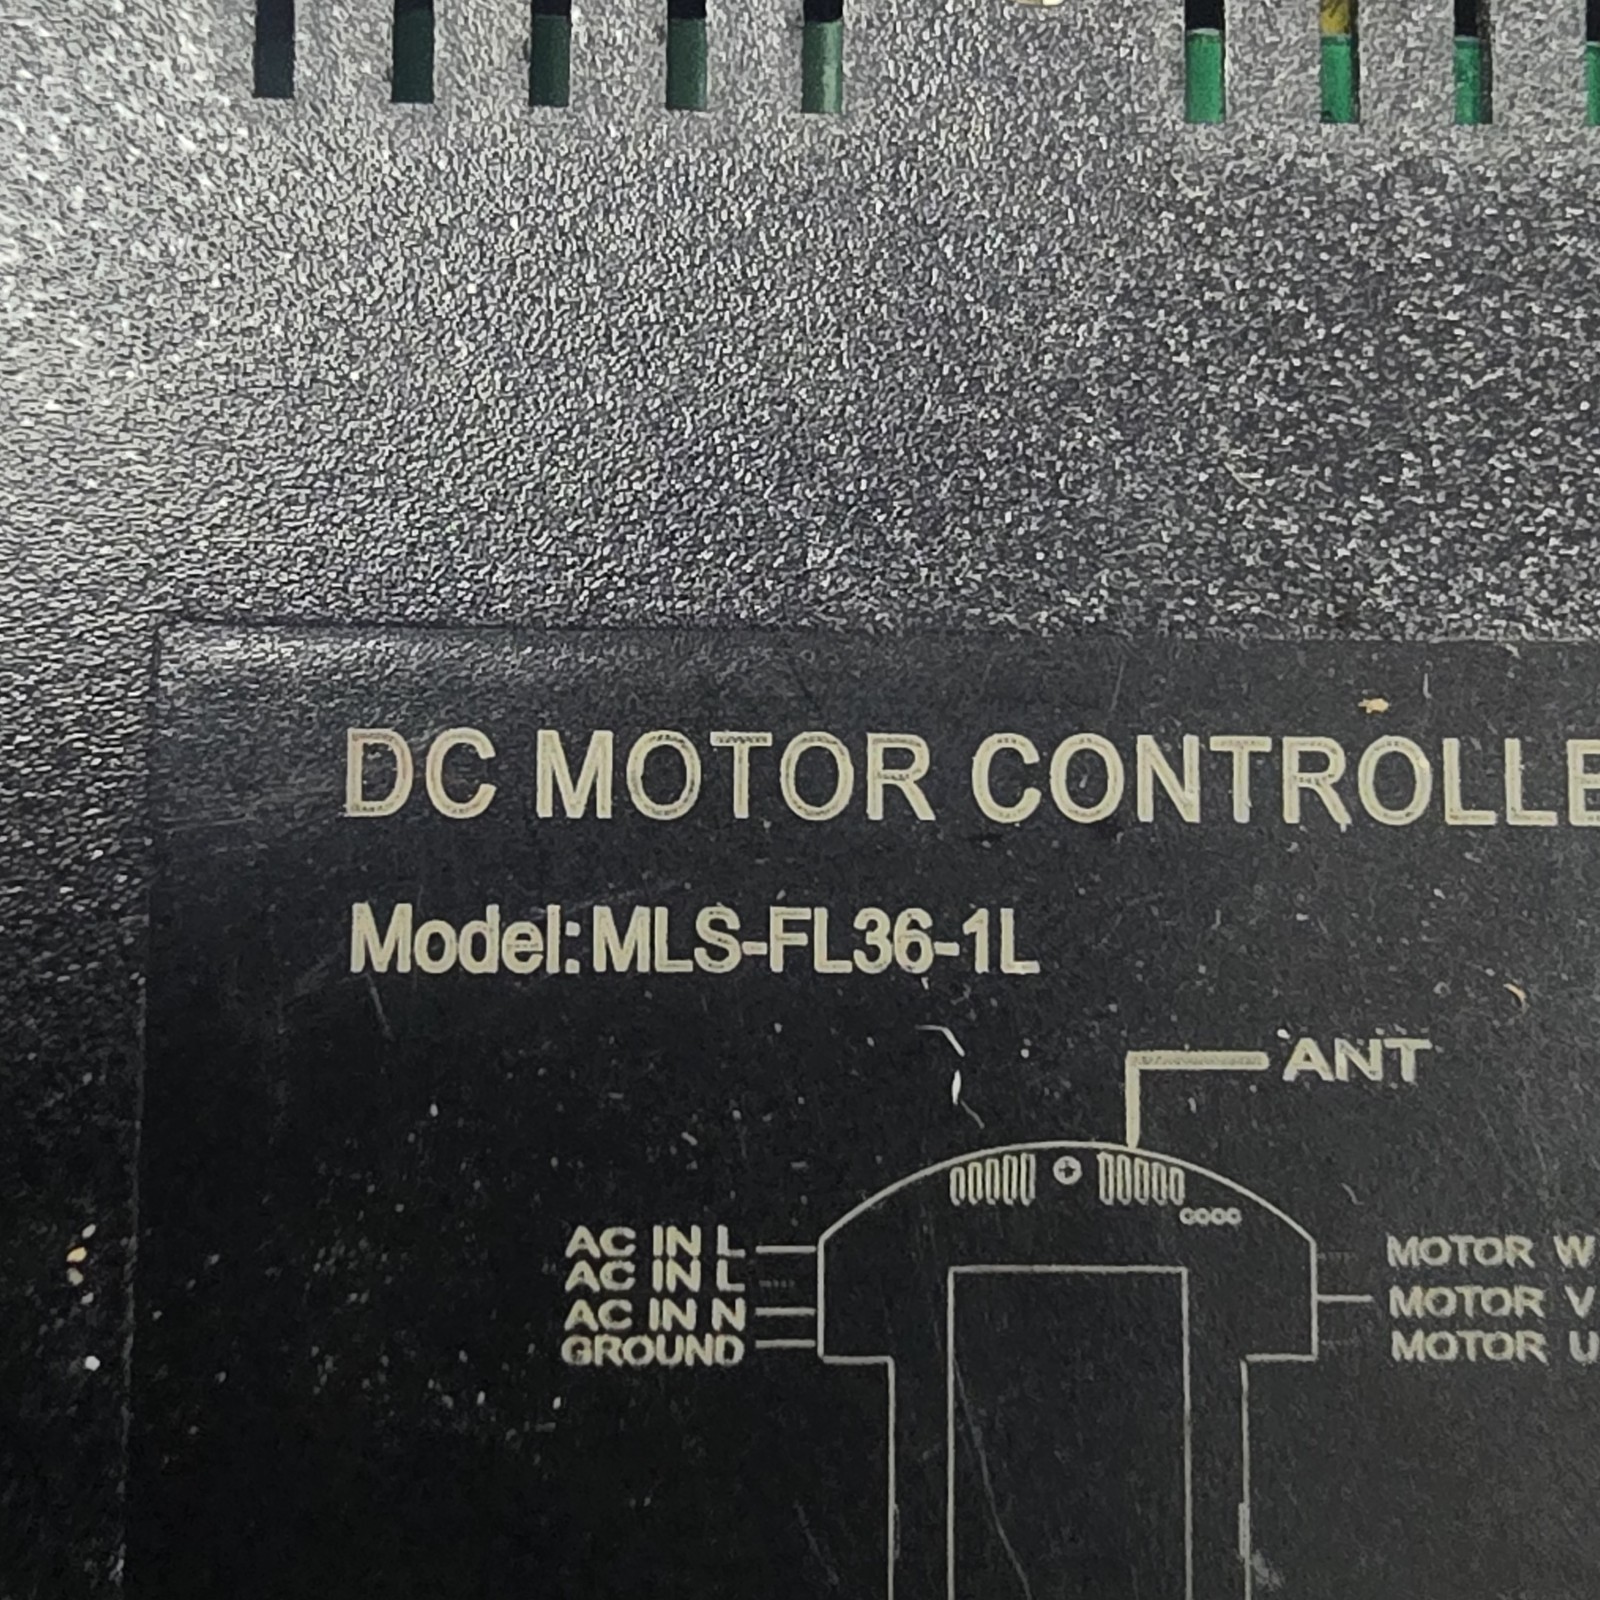 DC MOTOR CONTROLLE
Model:MLS-FL36-1L
ANT
AC IN L
AC IN L
AC IN N
GROUND
MOTOR W
MOTOR V
MOTOR U